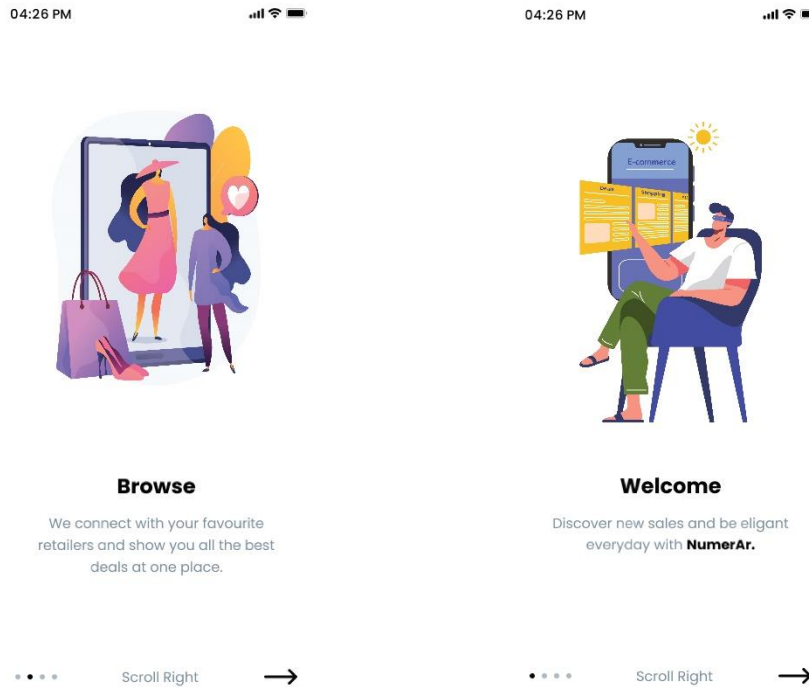 04:26 PM
Browse
We connect with your favourite
retailers and show you all the best
deals at one place.
Scroll Right
04:26 PM
E-commerce
Welcome
Discover new sales and be eligant
everyday with NumerAr.
Scroll Right